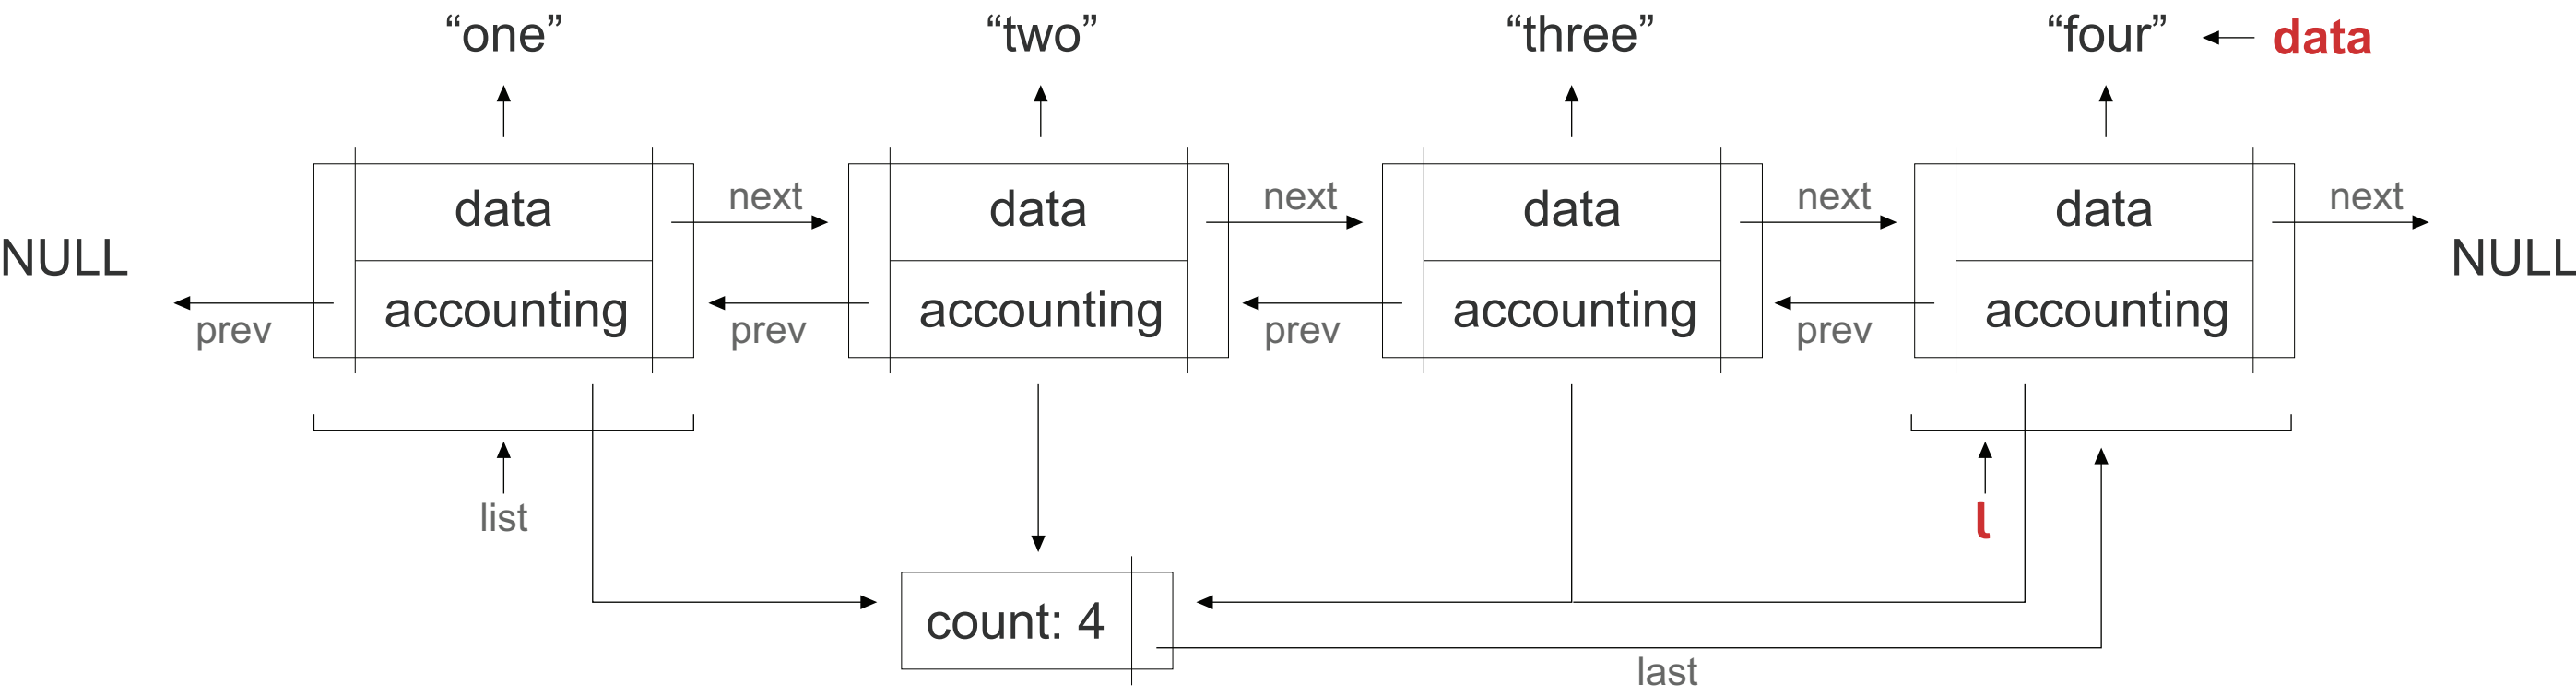 “one”
“two”
“three”
“four”
data
data
next
data
next
data
next
data
next
NULL
NULL
accounting
accounting
accounting
accounting
prev
prev
prev
prev
list
l
count: 4
last